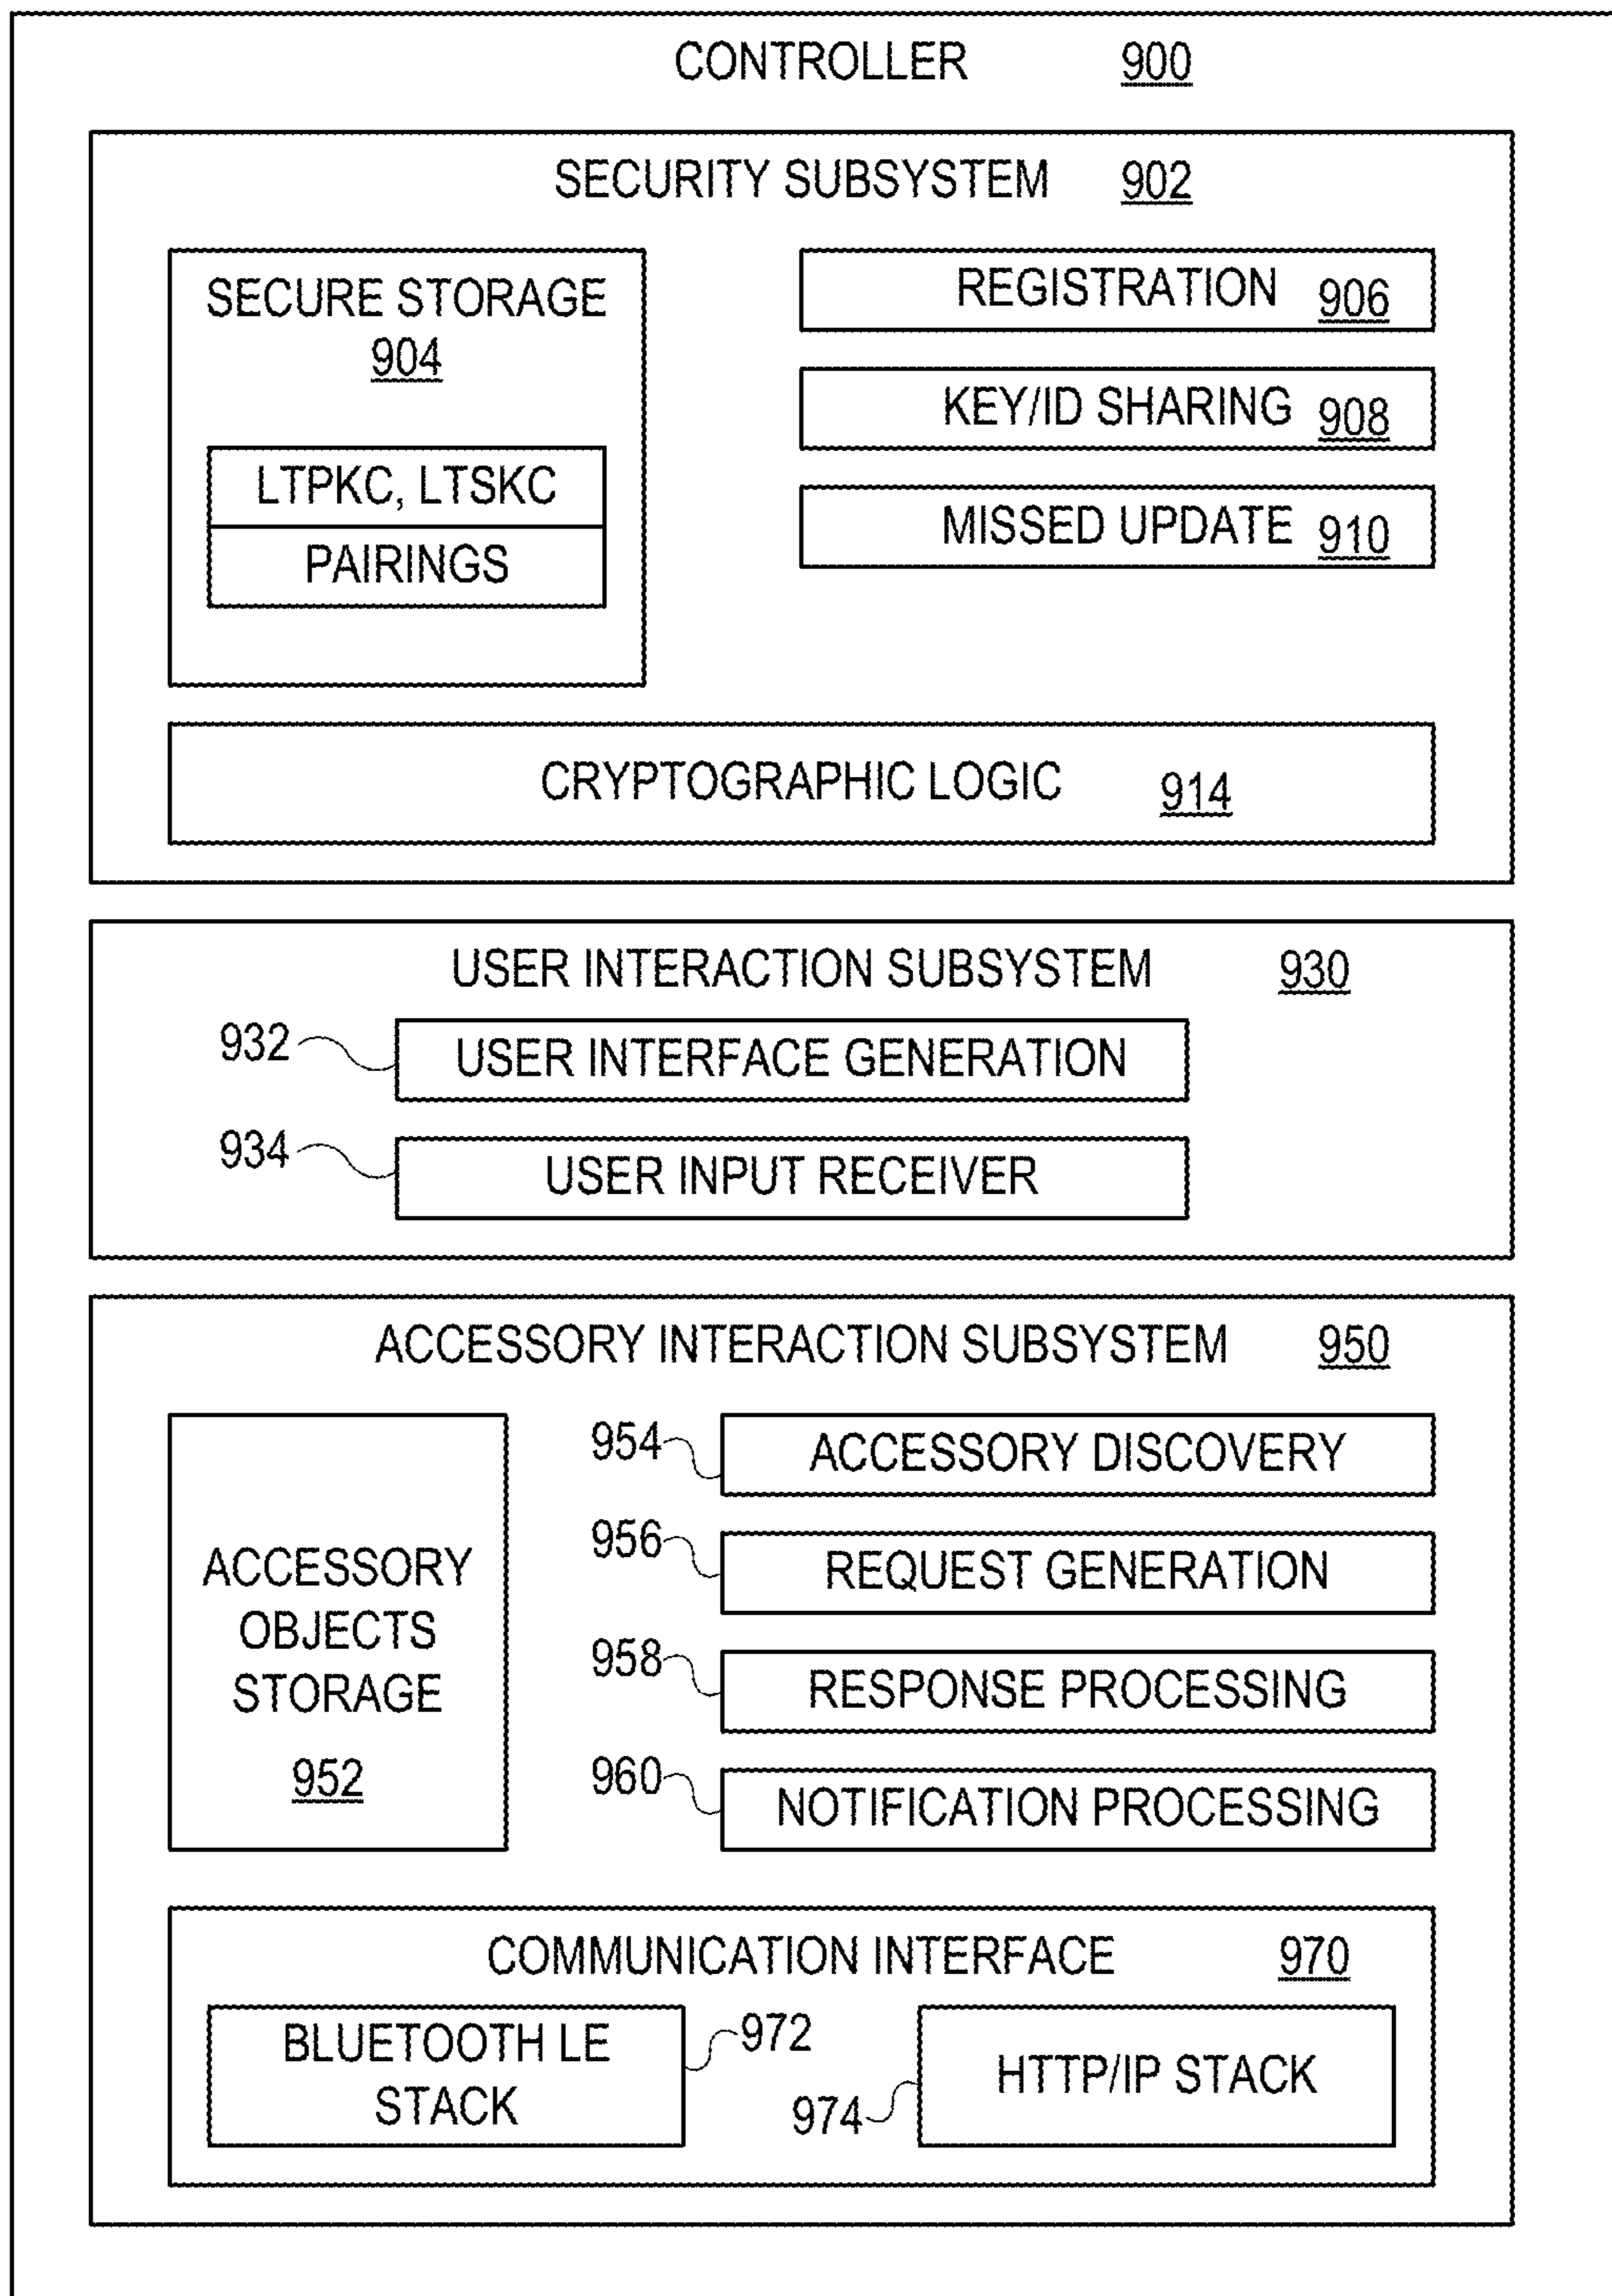 CONTROLLER 900
SECURITY SUBSYSTEM 902
SECURE STORAGE
904
LTPKC, LTSKC
PAIRINGS
REGISTRATION 906
KEY/ID SHARING 908
MISSED UPDATE 910
CRYPTOGRAPHIC LOGIC 914
USER INTERACTION SUBSYSTEM 930
932 USER INTERFACE GENERATION
934 USER INPUT RECEIVER
ACCESSORY INTERACTION SUBSYSTEM 950
ACCESSORY
OBJECTS
STORAGE
952
954 ACCESSORY DISCOVERY
956 REQUEST GENERATION
958 RESPONSE PROCESSING
960 NOTIFICATION PROCESSING
COMMUNICATION INTERFACE 970
BLUETOOTH LE
STACK
972
974
HTTP/IP STACK